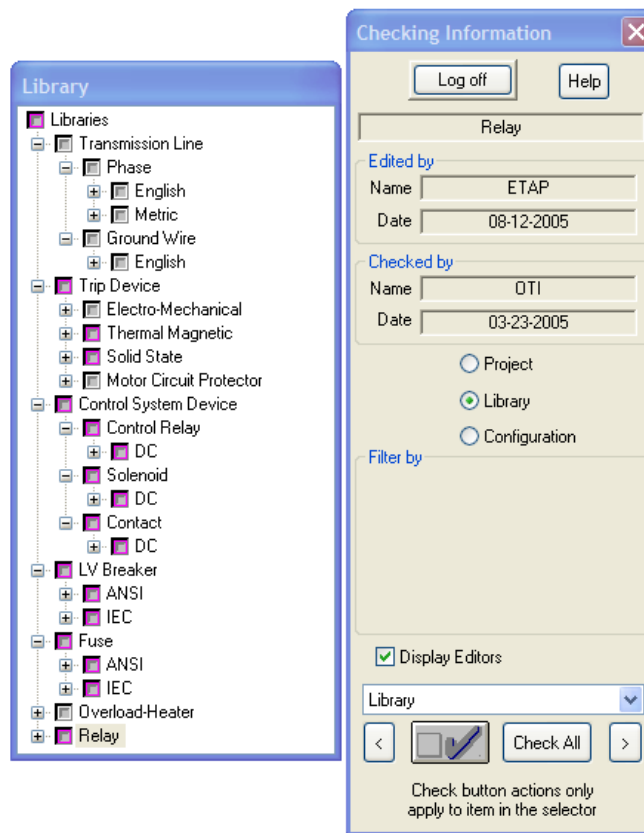 Library
Libraries
Transmission Line
Phase
English
Metric
Ground Wire
English
Trip Device
Electro-Mechanical
Thermal Magnetic
Solid State
Motor Circuit Protector
Control System Device
Control Relay
DC
Solenoid
DC
Contact
DC
LV Breaker
ANSI
IEC
Fuse
ANSI
IEC
Overload-Heater
Relay
Checking Information
Log off Help
Relay
Edited by
Name ETAP
Date 08-12-2005
Checked by
Name OTI
Date 03-23-2005
Project
Library
Configuration
Filter by
Display Editors
Library
< Check All >
Check button actions only
apply to item in the selector